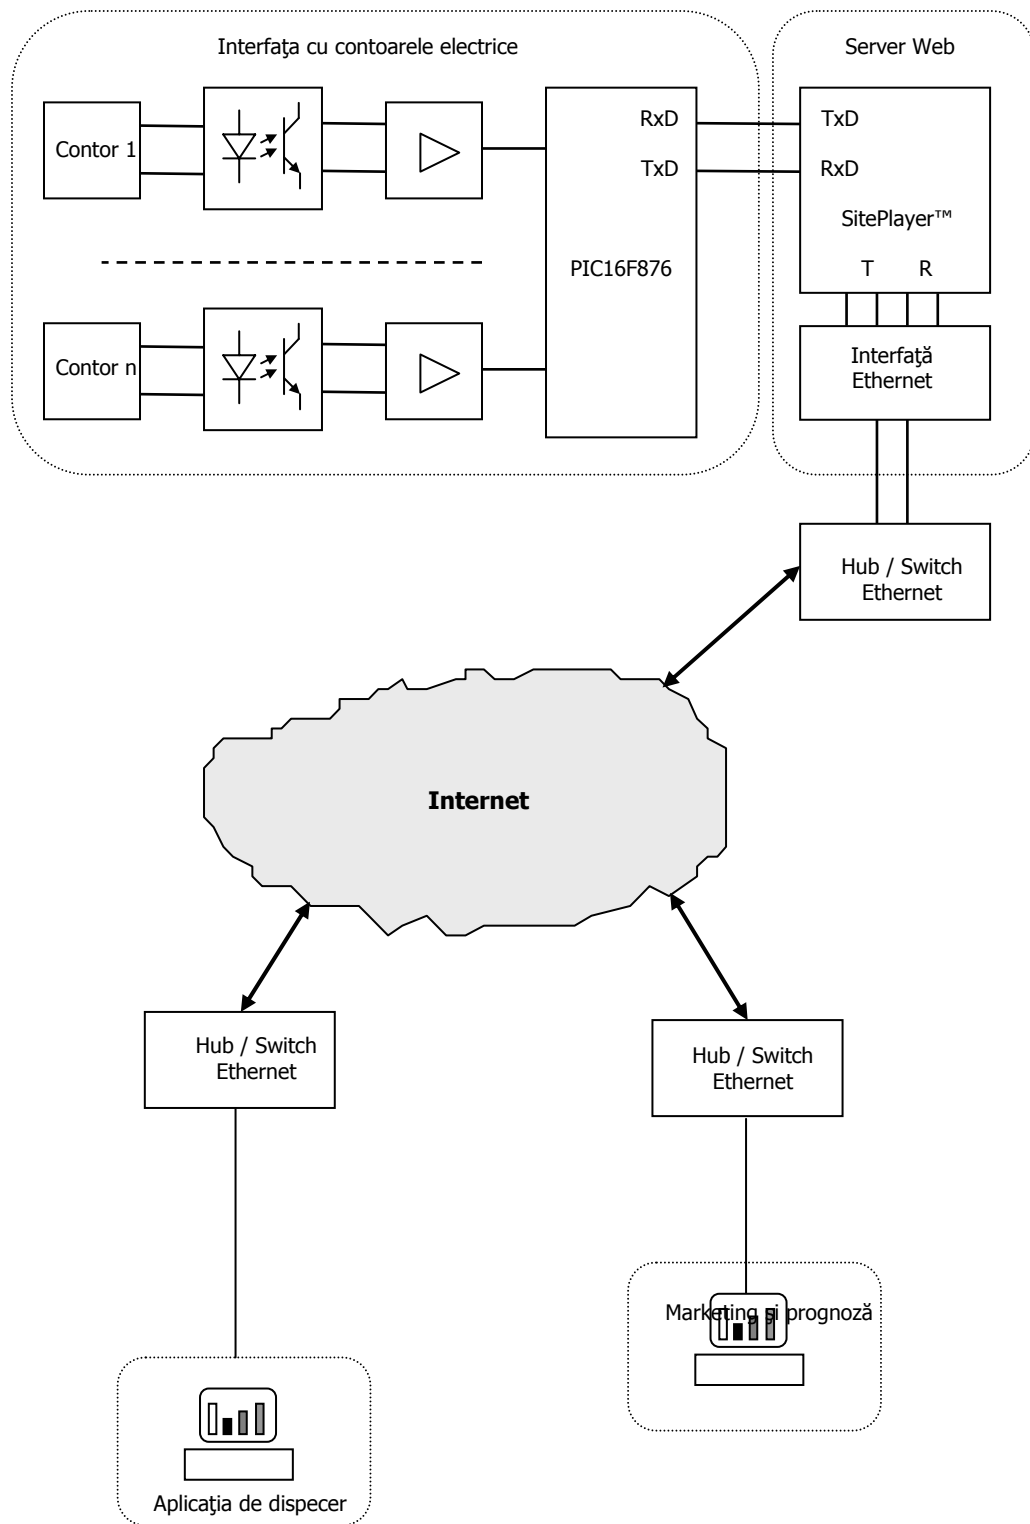 Interfaţa cu contoarele electrice
Server Web
Contor 1
RxD
TxD
TxD
RxD
SitePlayer™
T R
PIC16F876
Contor n
Interfaţă
Ethernet
Hub / Switch
Ethernet
Internet
Hub / Switch
Ethernet
Hub / Switch
Ethernet
Marketing şi prognoză
Aplicaţia de dispecer